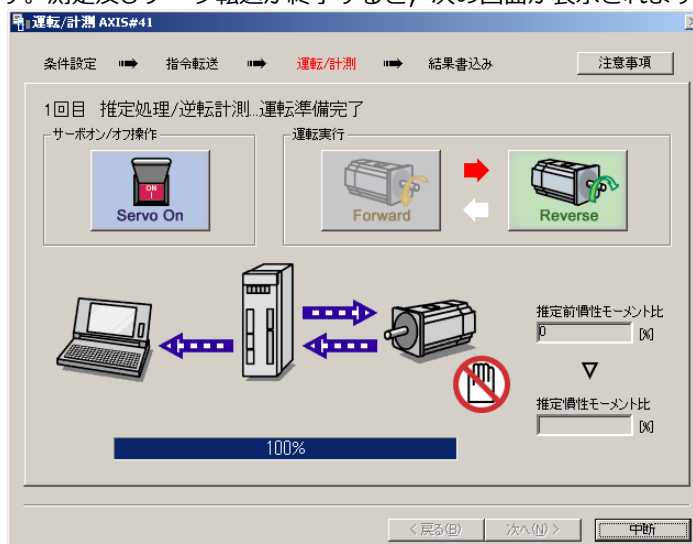 す。測定及びデータ転送が終了すると，次の画面が表示されます
運転/計測 AXIS#41
条件設定
指令転送
運転/計測
結果書込み
注意事項
1回目 推定処理/逆転計測...運転準備完了
サーボオン/オフ操作
運転実行
ON
I
Servo On
Forward
Reverse
推定前慣性モーメント比
0
[%]
▽
推定慣性モーメント比
[%]
100%
< 戻る(B)
次へ(N) >
中断